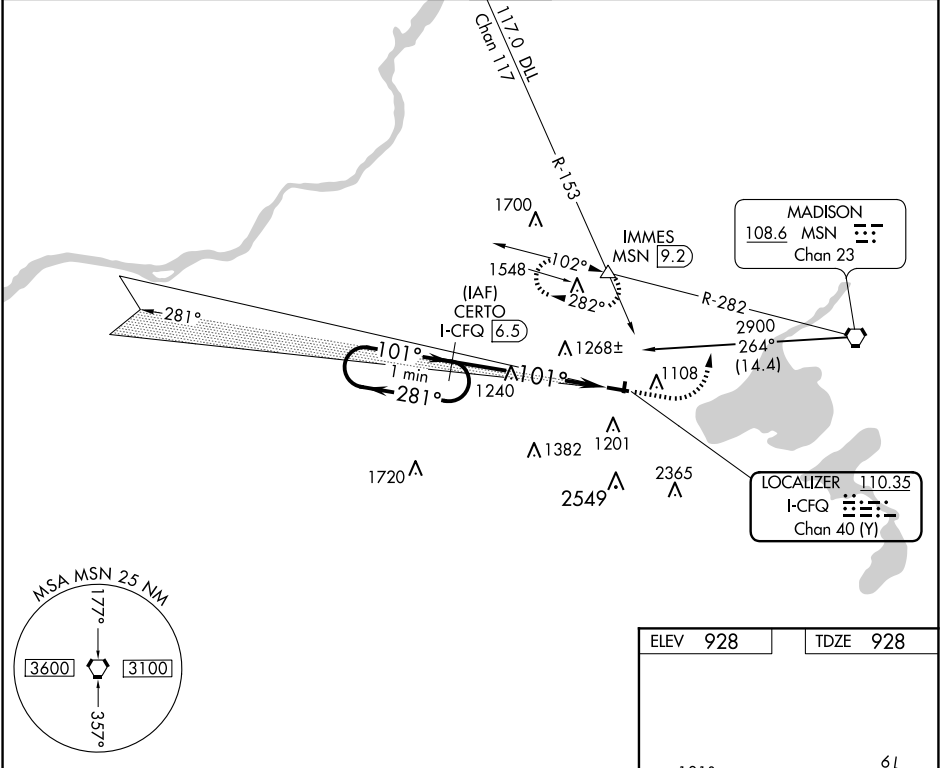 117.0 DLL
Chan 117
R-153
1700
IMMES
MSN 9.2
MADISON
108.6 MSN
Chan 23
102°
1548
282°
R-282
(IAF)
CERTO
I-CFQ 6.5
281°
2900
264°
(14.4)
1268±
101°
1 min
281°
101°
1240
1108
1201
1382
1720
2549
2365
LOCALIZER 110.35
I-CFQ
Chan 40 (Y)
MSA MSN 25 NM
177°
3600
3100
357°
ELEV 928
TDZE 928